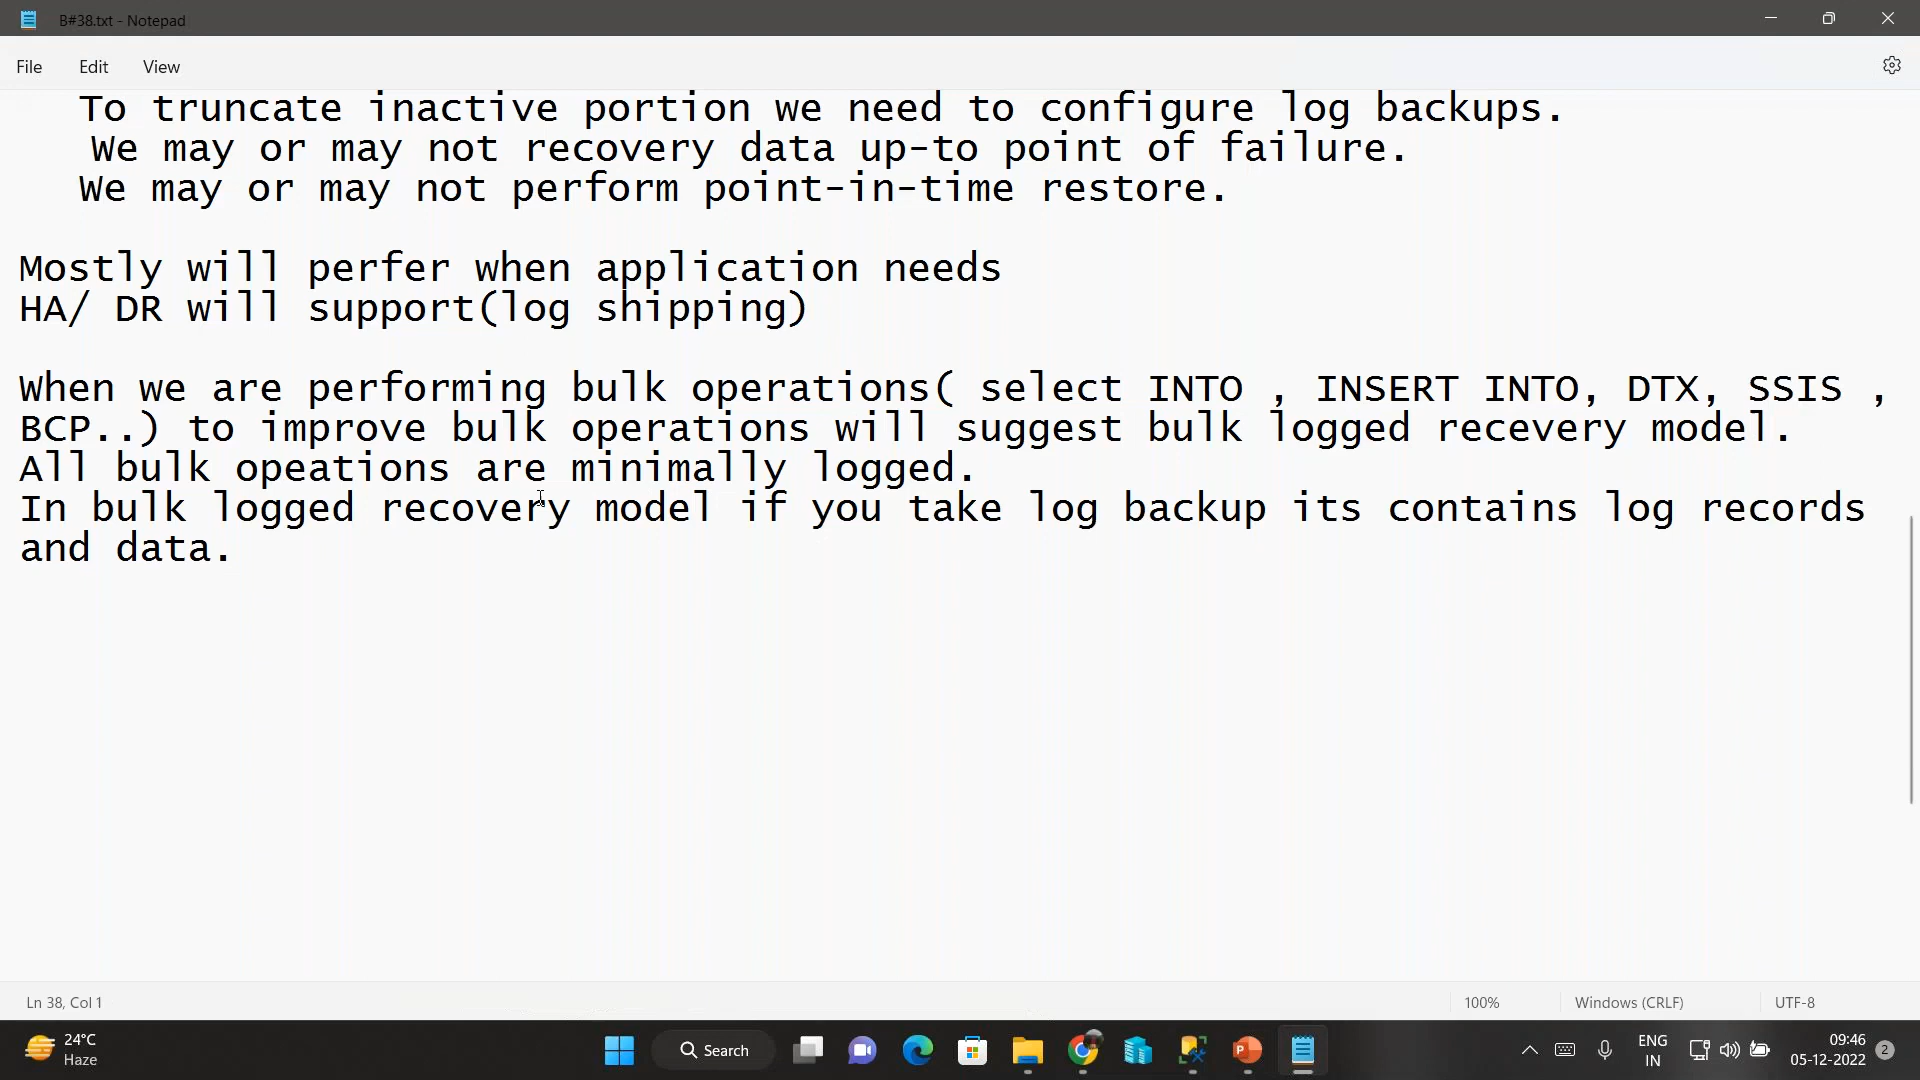 B#38.txt - Notepad
File Edit View
To truncate inactive portion we need to configure log backups.
We may or may not recovery data up-to point of failure.
We may or may not perform point-in-time restore.
Mostly will perfer when application needs
HA/ DR will support(log shipping)
When we are performing bulk operations( select INTO , INSERT INTO, DTX, SSIS ,
BCP..) to improve bulk operations will suggest bulk logged recevery model.
All bulk opeations are minimally logged.
In bulk logged recovery model if you take log backup its contains log records
and data.
Ln 38, Col 1 100% Windows (CRLF) UTF-8
24°C
Haze
Search
ENG
IN
09:46
05-12-2022
2